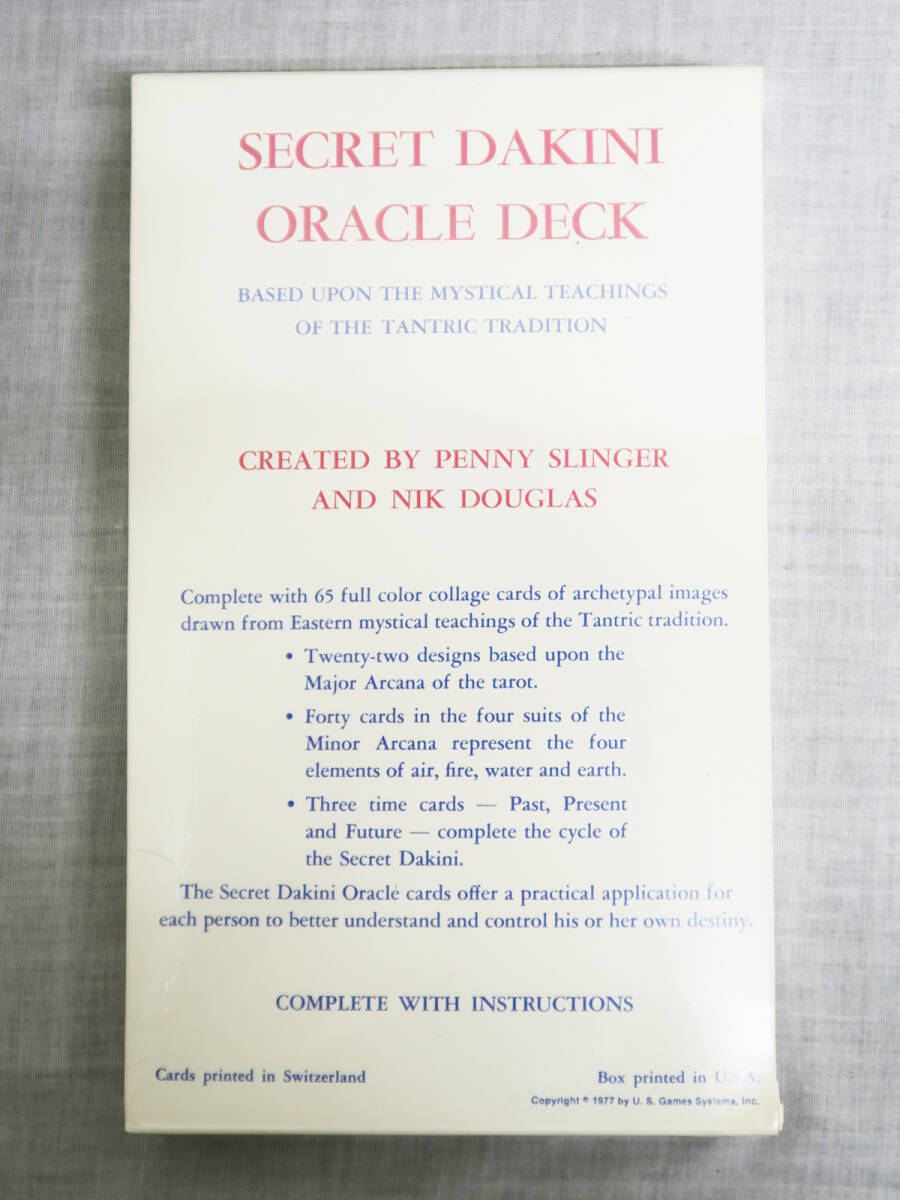 SECRET DAKINI
ORACLE DECK
BASED UPON THE MYSTICAL TEACHINGS
OF THE TANTRIC TRADITION
CREATED BY PENNY SLINGER
AND NIK DOUGLAS
Complete with 65 full color collage cards of archetypal images
drawn from Eastern mystical teachings of the Tantric tradition.
• Twenty-two designs based upon the
Major Arcana of the tarot.
• Forty cards in the four suits of the
Minor Arcana represent the four
elements of air, fire, water and earth.
• Three time cards — Past, Present
and Future — complete the cycle of
the Secret Dakini.
The Secret Dakini Oracle cards offer a practical application for
each person to better understand and control his or her own destiny.
COMPLETE WITH INSTRUCTIONS
Cards printed in Switzerland
Box printed in U.S.A.
Copyright © 1977 by U. S. Games Systems, Inc.